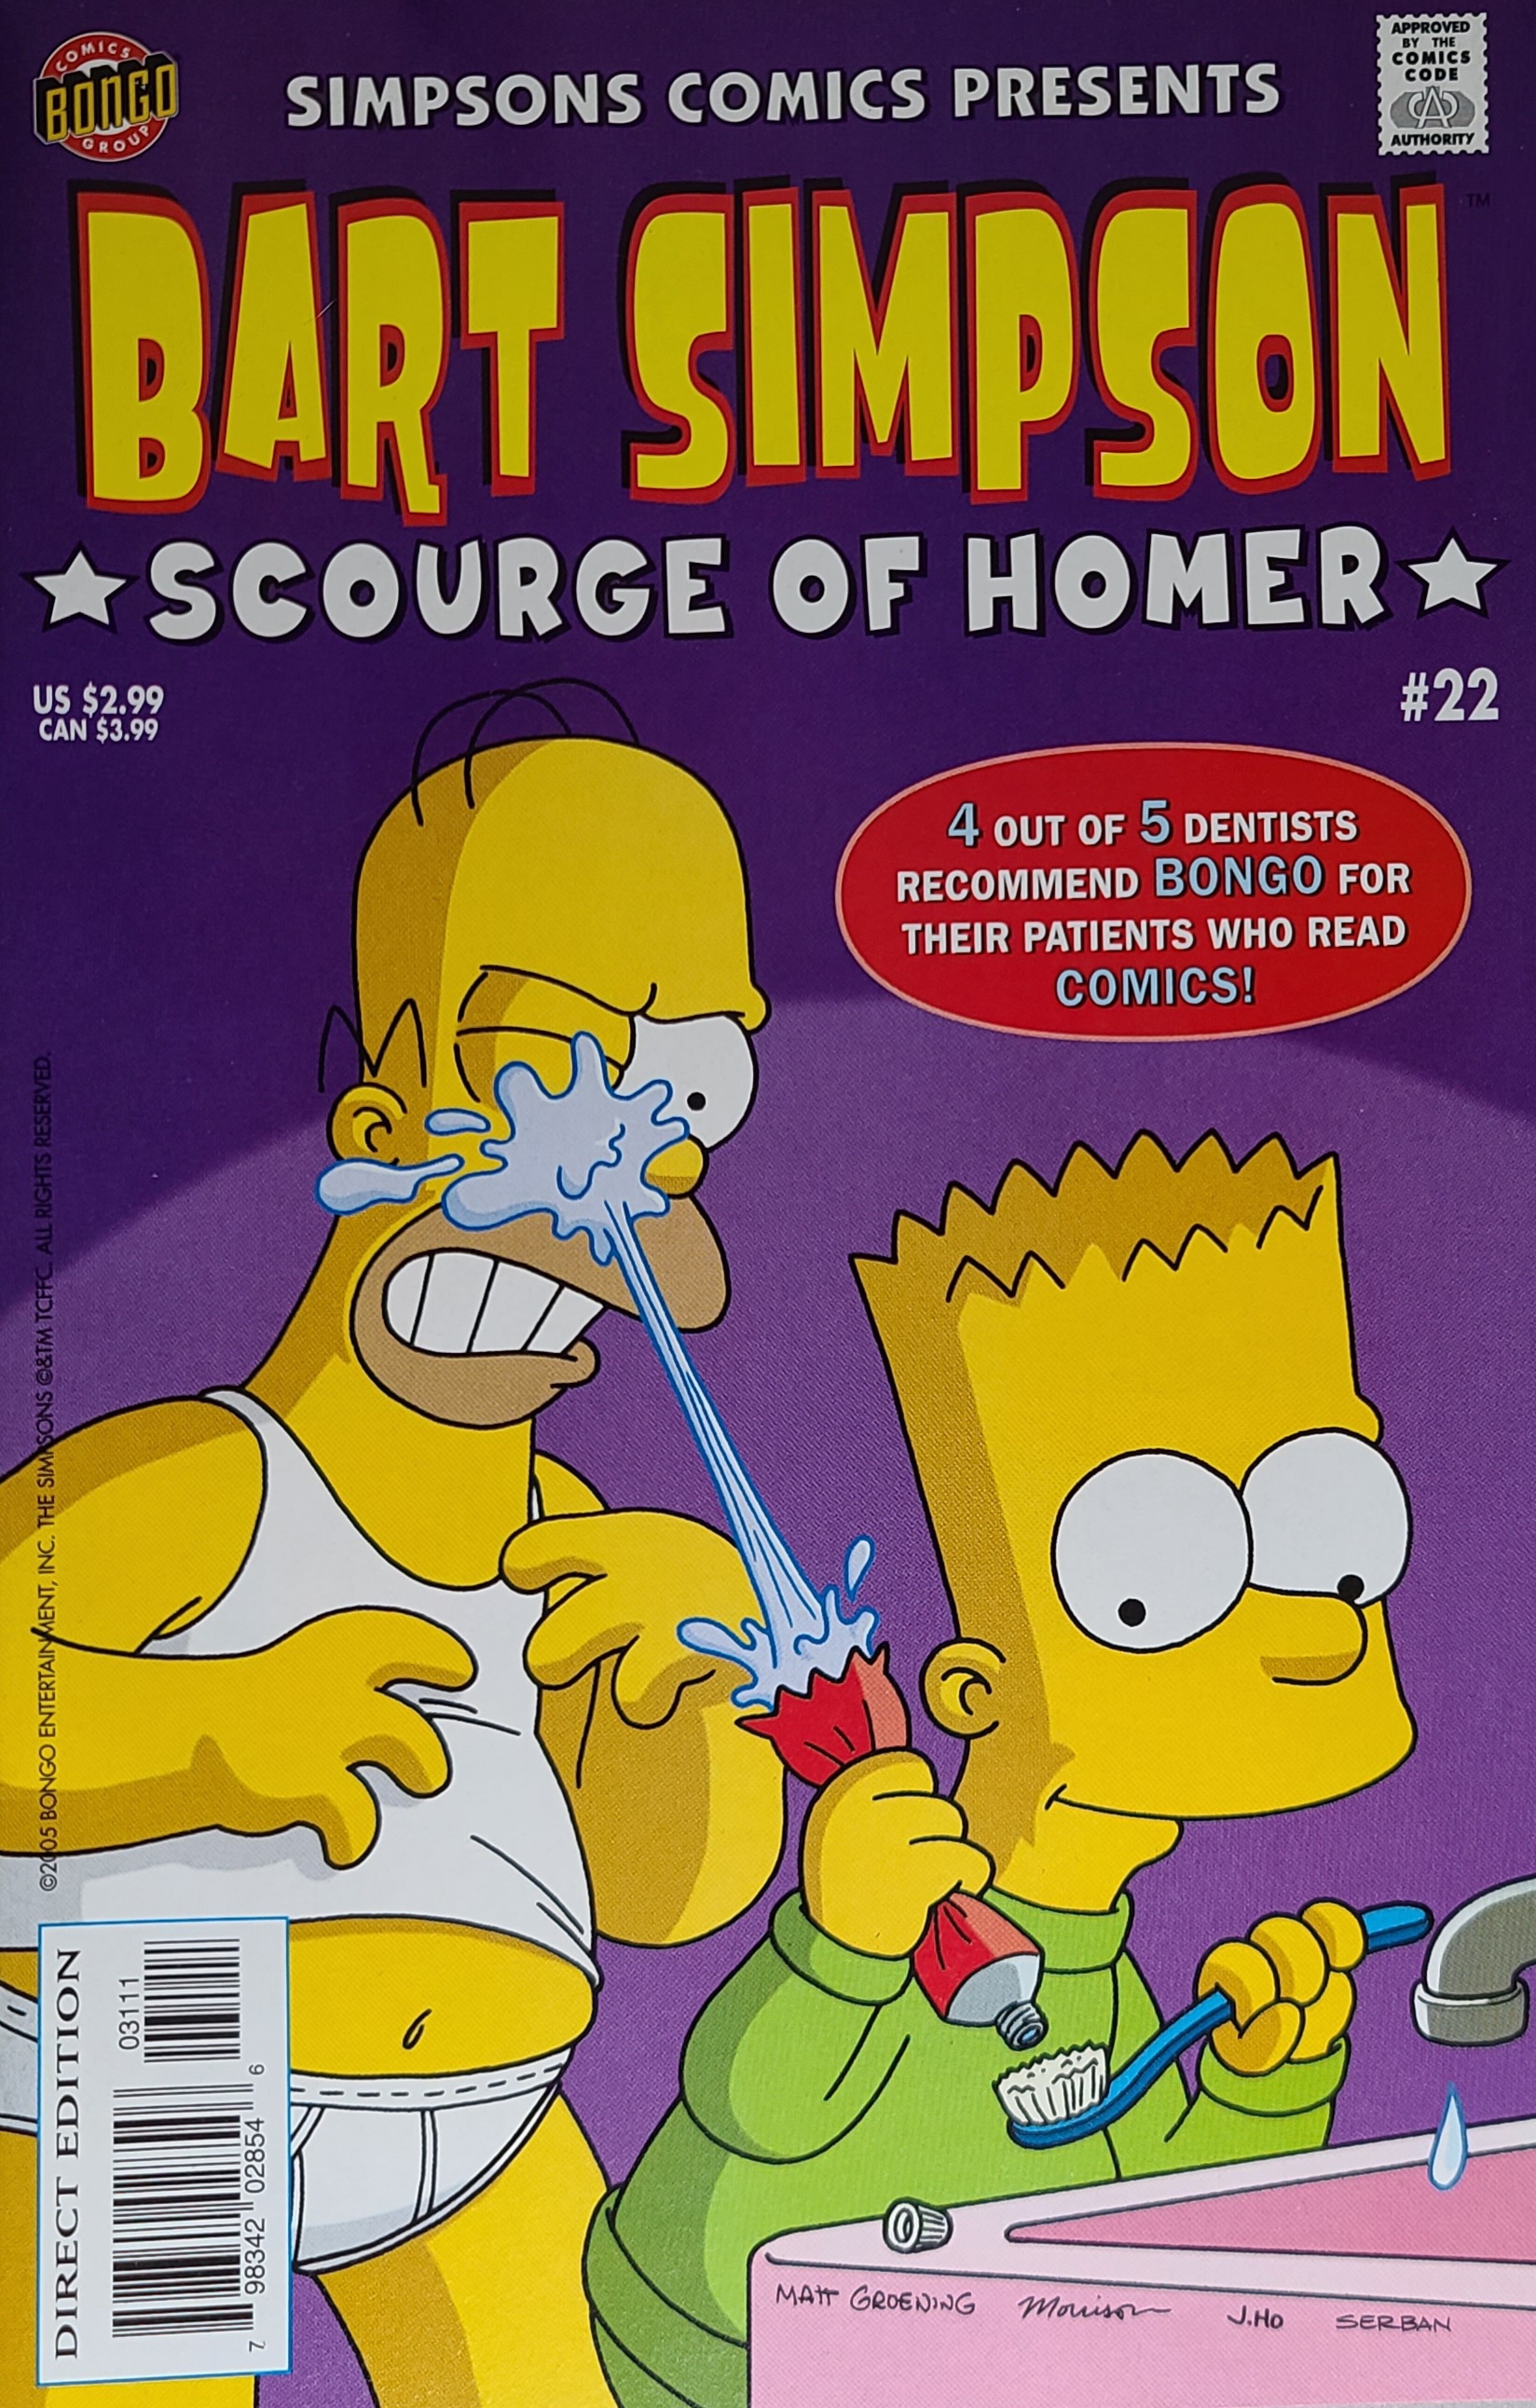 COMICS
BONGO
GROUP
SIMPSONS COMICS PRESENTS
APPROVED
BY THE
COMICS
CODE
CA
AUTHORITY
BART SIMPSON
TM
SCOURGE OF HOMER
US $2.99
CAN $3.99
#22
4 OUT OF 5 DENTISTS
RECOMMEND BONGO FOR
THEIR PATIENTS WHO READ
COMICS!
©2005 BONGO ENTERTAINMENT, INC. THE SIMPSONS ©&TM TCFFC. ALL RIGHTS RESERVED.
DIRECT EDITION
03111
7 98342 02854 6
MATT GROENING Morrison J.HO SERBAN